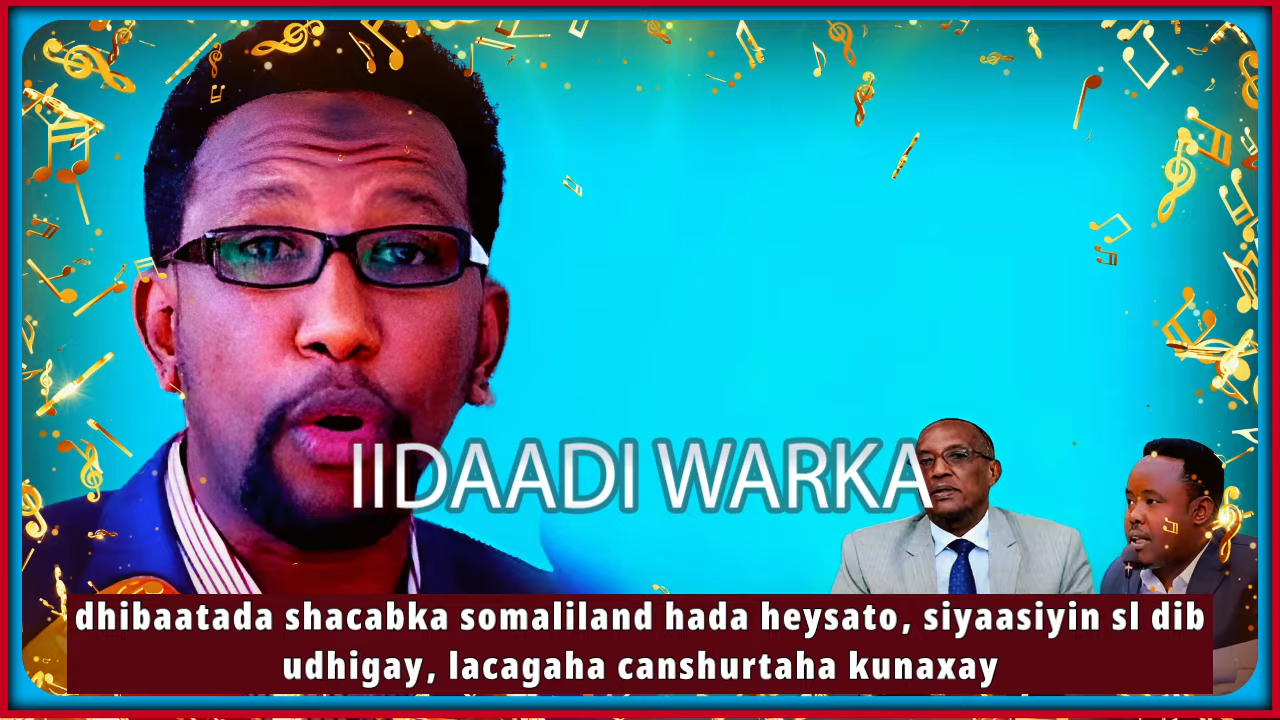 IIDAADI WARKA
dhibaatada shacabka somaliland hada heysato, siyaasiyin sl dib
udhigay, lacagaha canshurtaha kunaxay